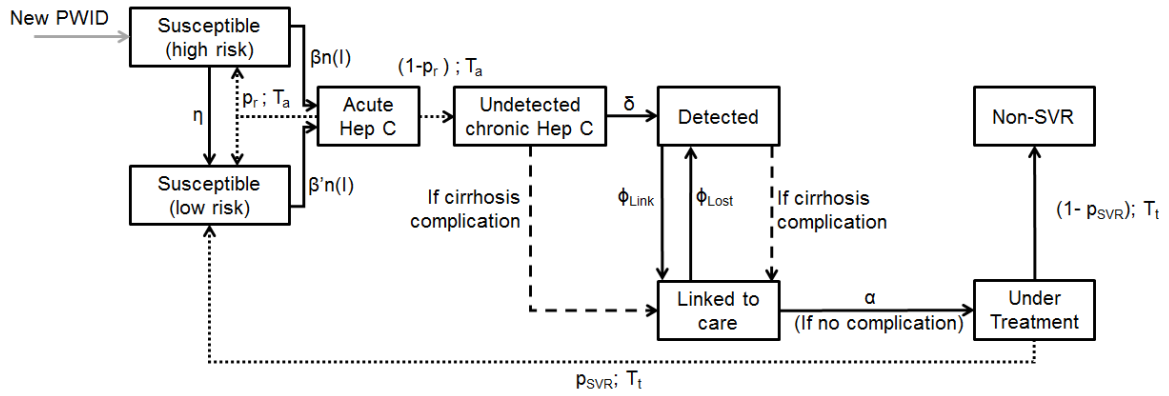 New PWID
Susceptible
(high risk)
βn(I)
(1-pr) ; Ta
pr ; Ta
η
Acute
Hep C
Undetected
chronic Hep C
δ
Detected
Non-SVR
Susceptible
(low risk)
β'n(I)
If cirrhosis
complication
ϕLink
ϕLost
If cirrhosis
complication
(1- pSVR); Tt
Linked to
care
α
(If no complication)
Under
Treatment
pSVR; Tt